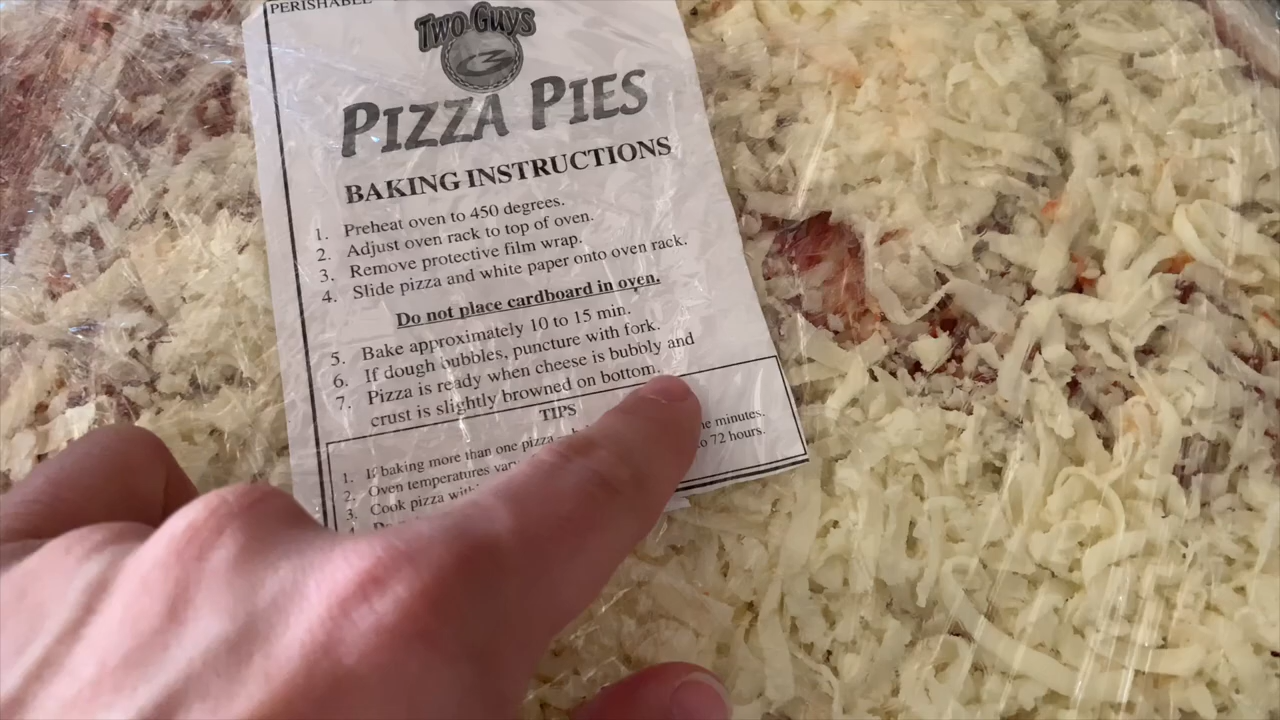 PERISHABLE
Two Guys
PIZZA PIES
BAKING INSTRUCTIONS
1. Preheat oven to 450 degrees.
2. Adjust oven rack to top of oven.
3. Remove protective film wrap.
4. Slide pizza and white paper onto oven rack.
Do not place cardboard in oven.
5. Bake approximately 10 to 15 min.
6. If dough bubbles, puncture with fork.
7. Pizza is ready when cheese is bubbly and
crust is slightly browned on bottom.
TIPS
1. If baking more than one pizza minutes.
2. Oven temperatures 72 hours.
3. Cook pizza
4.